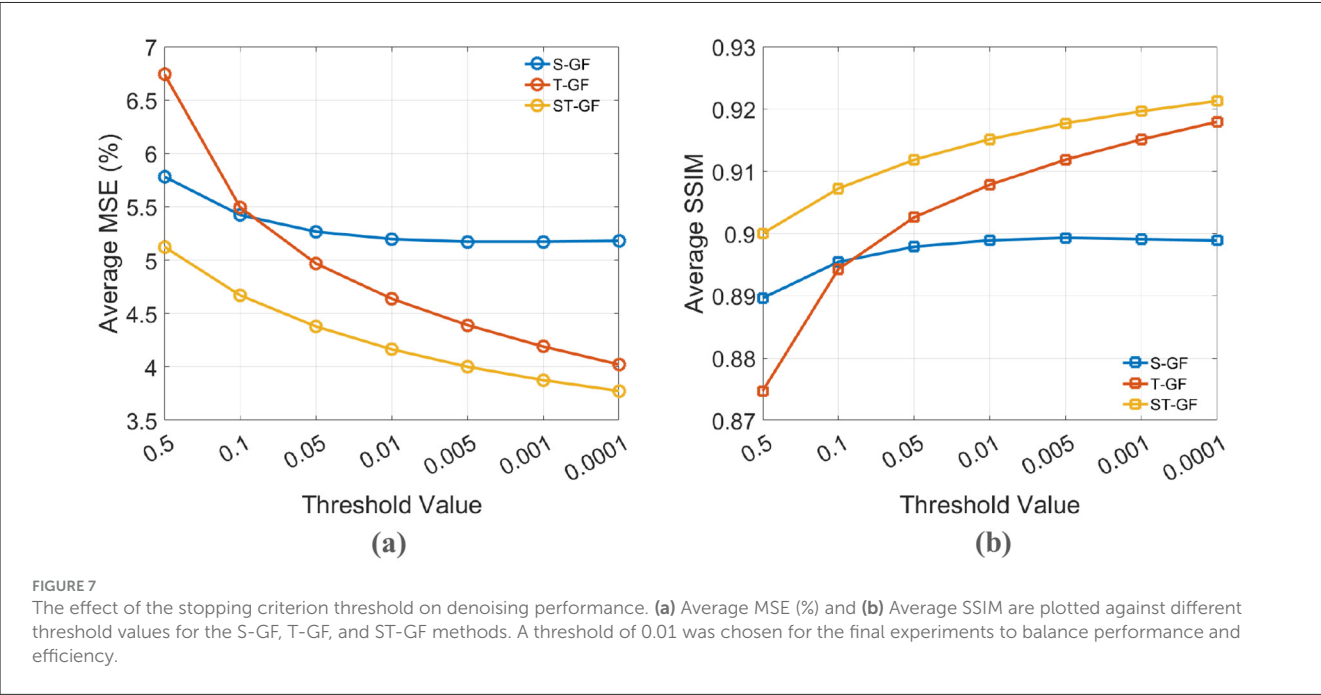 7
6.5
6
5.5
5
4.5
4
3.5
Average MSE (%)
0.5
0.1
0.05
0.01
0.005
0.001
0.0001
Threshold Value
S-GF
T-GF
ST-GF
(a)
0.93
0.92
0.91
0.9
0.89
0.88
0.87
Average SSIM
0.5
0.1
0.05
0.01
0.005
0.001
0.0001
Threshold Value
S-GF
T-GF
ST-GF
(b)
FIGURE 7
The effect of the stopping criterion threshold on denoising performance. (a) Average MSE (%) and (b) Average SSIM are plotted against different
threshold values for the S-GF, T-GF, and ST-GF methods. A threshold of 0.01 was chosen for the final experiments to balance performance and
efficiency.